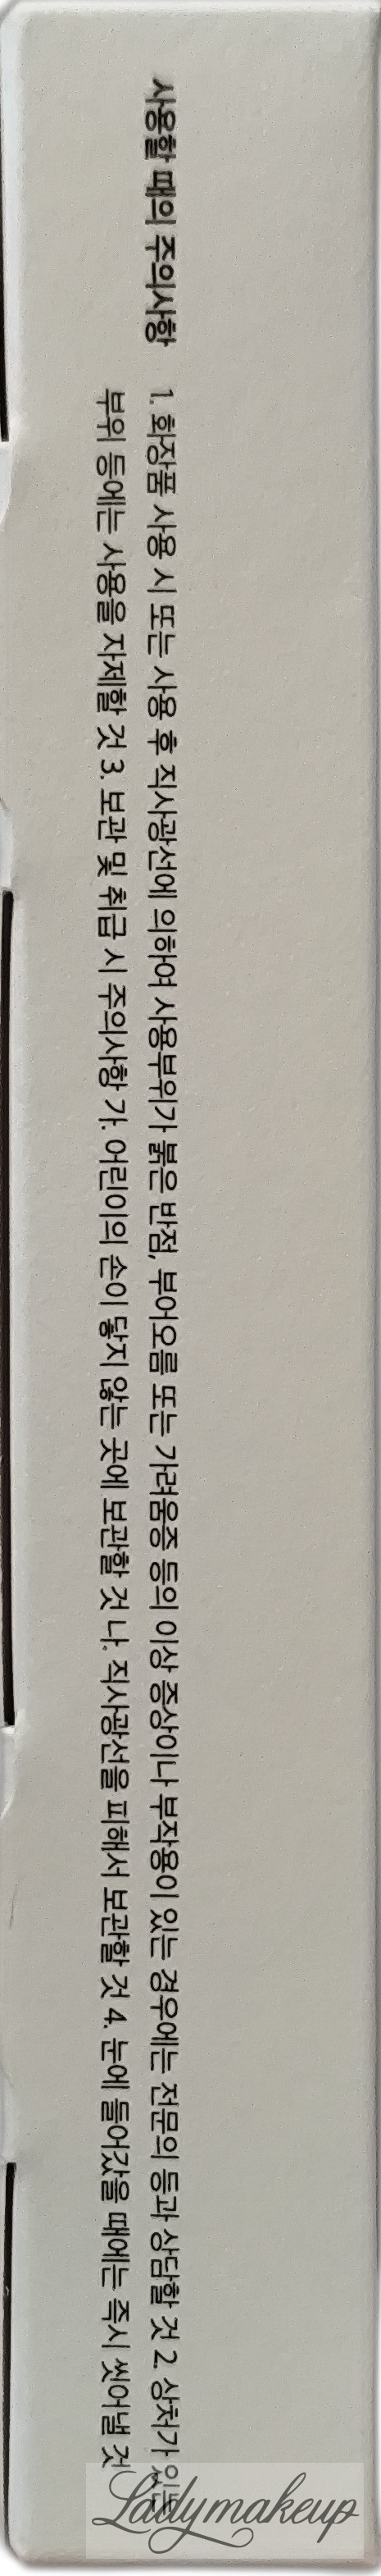 사용할 때의 주의사항
1. 화장품 사용 시 또는 사용 후 직사광선에 의하여 사용부위가 붉은 반점, 부어오름 또는 가려움증 등의 이상 증상이나 부작용이 있는 경우에는 전문의 등과 상담할 것 2. 상처가 있는
부위 등에는 사용을 자제할 것 3. 보관 및 취급 시 주의사항 가. 어린이의 손이 닿지 않는 곳에 보관할 것 나. 직사광선을 피해서 보관할 것 4. 눈에 들어갔을 때에는 즉시 씻어낼 것
Ladymakeup